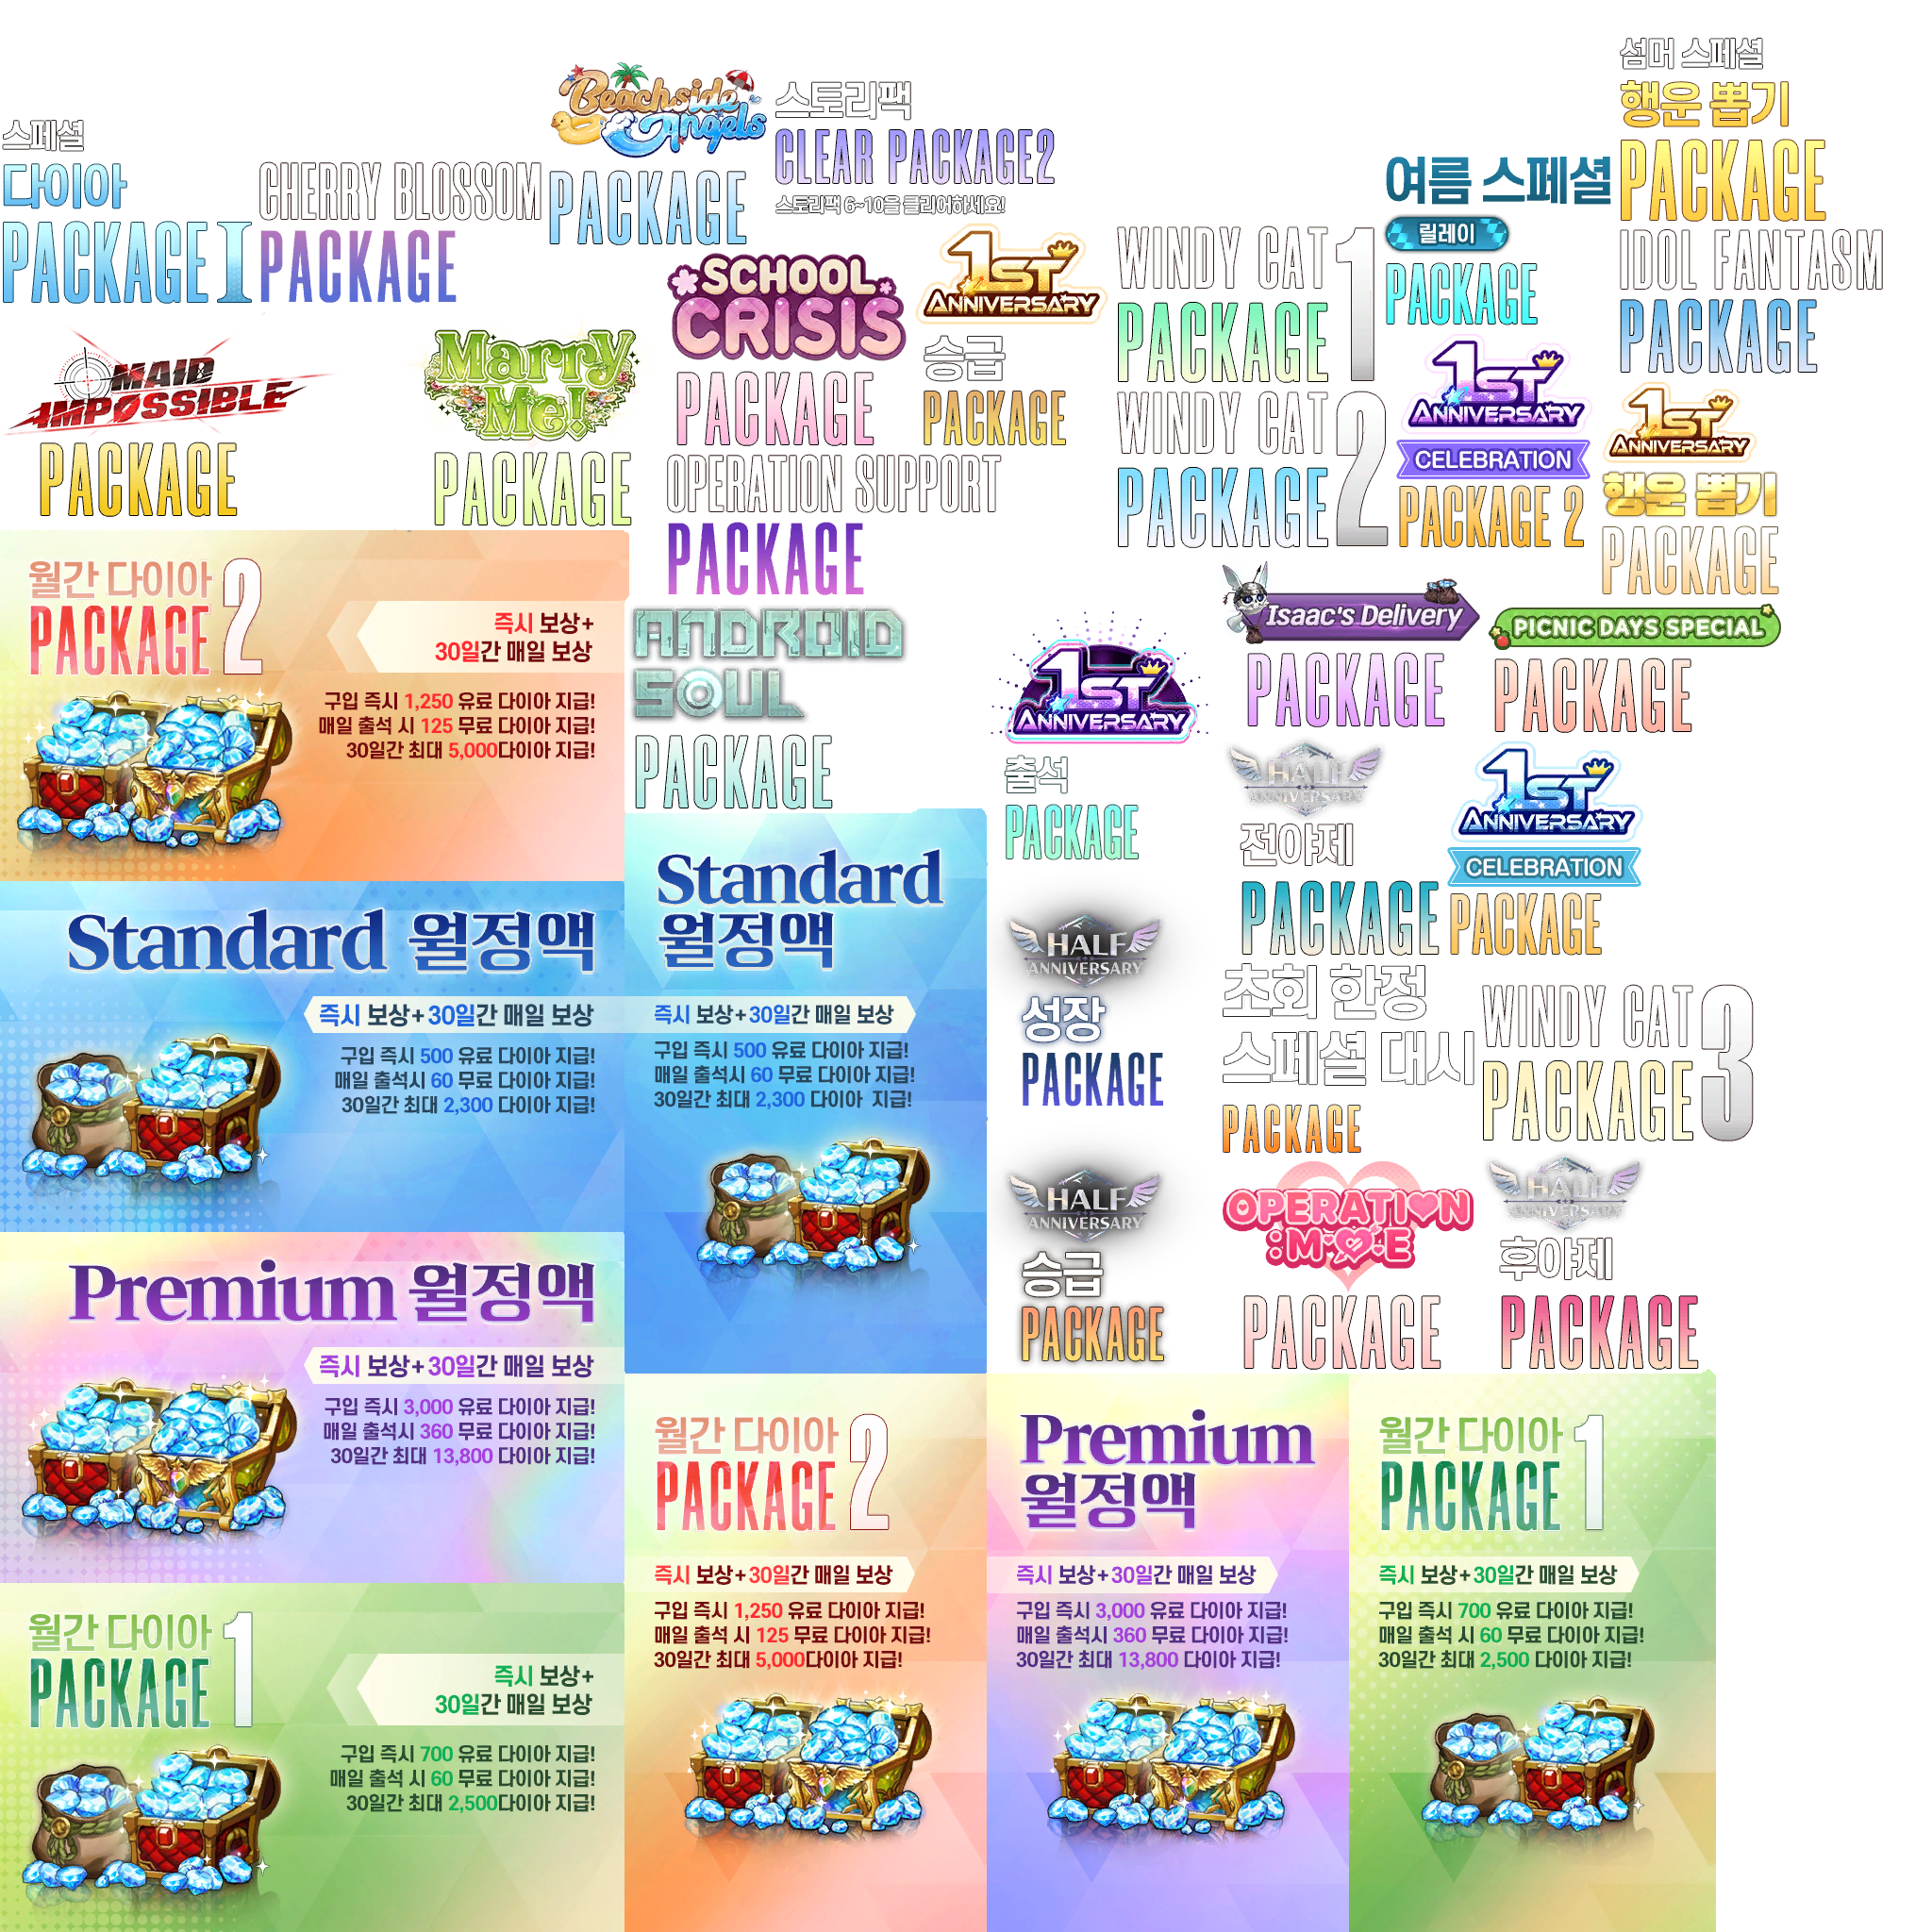 스페셜
다이아
PACKAGE I
CHERRY BLOSSOM
PACKAGE
Beachside
Angels
PACKAGE
스토리팩
CLEAR PACKAGE2
스토리팩 6~10을 클리어하세요!
섬머 스페셜
행운 뽑기
PACKAGE
여름 스페셜
릴레이
PACKAGE
IDOL FANTASM
PACKAGE
MAID
IMPOSSIBLE
PACKAGE
Marry
Me!
PACKAGE
SCHOOL
CRISIS
PACKAGE
1ST
ANNIVERSARY
승급
PACKAGE
WINDY CAT
PACKAGE 1
WINDY CAT
PACKAGE 2
1ST
ANNIVERSARY
CELEBRATION
PACKAGE 2
1ST
ANNIVERSARY
행운 뽑기
PACKAGE
OPERATION SUPPORT
PACKAGE
ANDROID
SOUL
PACKAGE
Isaac's Delivery
PACKAGE
PICNIC DAYS SPECIAL
PACKAGE
1ST
ANNIVERSARY
출석
PACKAGE
HALF
ANNIVERSARY
전야제
PACKAGE
1ST
ANNIVERSARY
CELEBRATION
PACKAGE
HALF
ANNIVERSARY
성장
PACKAGE
초회 한정
스페셜 대시
PACKAGE
WINDY CAT
PACKAGE 3
HALF
ANNIVERSARY
승급
PACKAGE
OPERATION
:MOE
PACKAGE
HALF
ANNIVERSARY
후야제
PACKAGE
월간 다이아
PACKAGE 2
즉시 보상+
30일간 매일 보상
구입 즉시 1,250 유료 다이아 지급!
매일 출석 시 125 무료 다이아 지급!
30일간 최대 5,000다이아 지급!
Standard 월정액
즉시 보상+30일간 매일 보상
구입 즉시 500 유료 다이아 지급!
매일 출석시 60 무료 다이아 지급!
30일간 최대 2,300 다이아 지급!
Standard
월정액
즉시 보상+30일간 매일 보상
구입 즉시 500 유료 다이아 지급!
매일 출석시 60 무료 다이아 지급!
30일간 최대 2,300 다이아 지급!
Premium 월정액
즉시 보상+30일간 매일 보상
구입 즉시 3,000 유료 다이아 지급!
매일 출석시 360 무료 다이아 지급!
30일간 최대 13,800 다이아 지급!
월간 다이아
PACKAGE 1
즉시 보상+
30일간 매일 보상
구입 즉시 700 유료 다이아 지급!
매일 출석 시 60 무료 다이아 지급!
30일간 최대 2,500다이아 지급!
월간 다이아
PACKAGE 2
즉시 보상+30일간 매일 보상
구입 즉시 1,250 유료 다이아 지급!
매일 출석 시 125 무료 다이아 지급!
30일간 최대 5,000다이아 지급!
Premium
월정액
즉시 보상+30일간 매일 보상
구입 즉시 3,000 유료 다이아 지급!
매일 출석시 360 무료 다이아 지급!
30일간 최대 13,800 다이아 지급!
월간 다이아
PACKAGE 1
즉시 보상+30일간 매일 보상
구입 즉시 700 유료 다이아 지급!
매일 출석 시 60 무료 다이아 지급!
30일간 최대 2,500 다이아 지급!